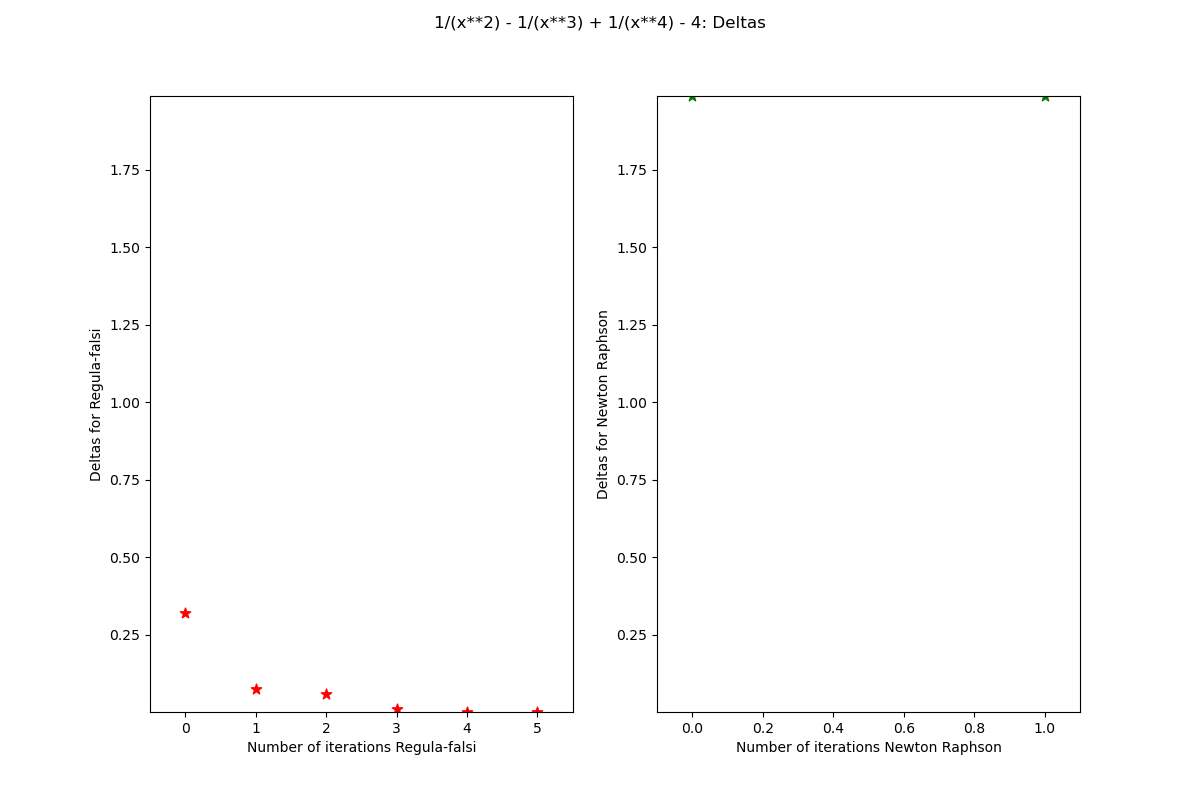 1/(x**2) - 1/(x**3) + 1/(x**4) - 4: Deltas
Deltas for Regula-falsi
1.75
1.50
1.25
1.00
0.75
0.50
0.25
0 1 2 3 4 5
Number of iterations Regula-falsi
Deltas for Newton Raphson
1.75
1.50
1.25
1.00
0.75
0.50
0.25
0.0 0.2 0.4 0.6 0.8 1.0
Number of iterations Newton Raphson